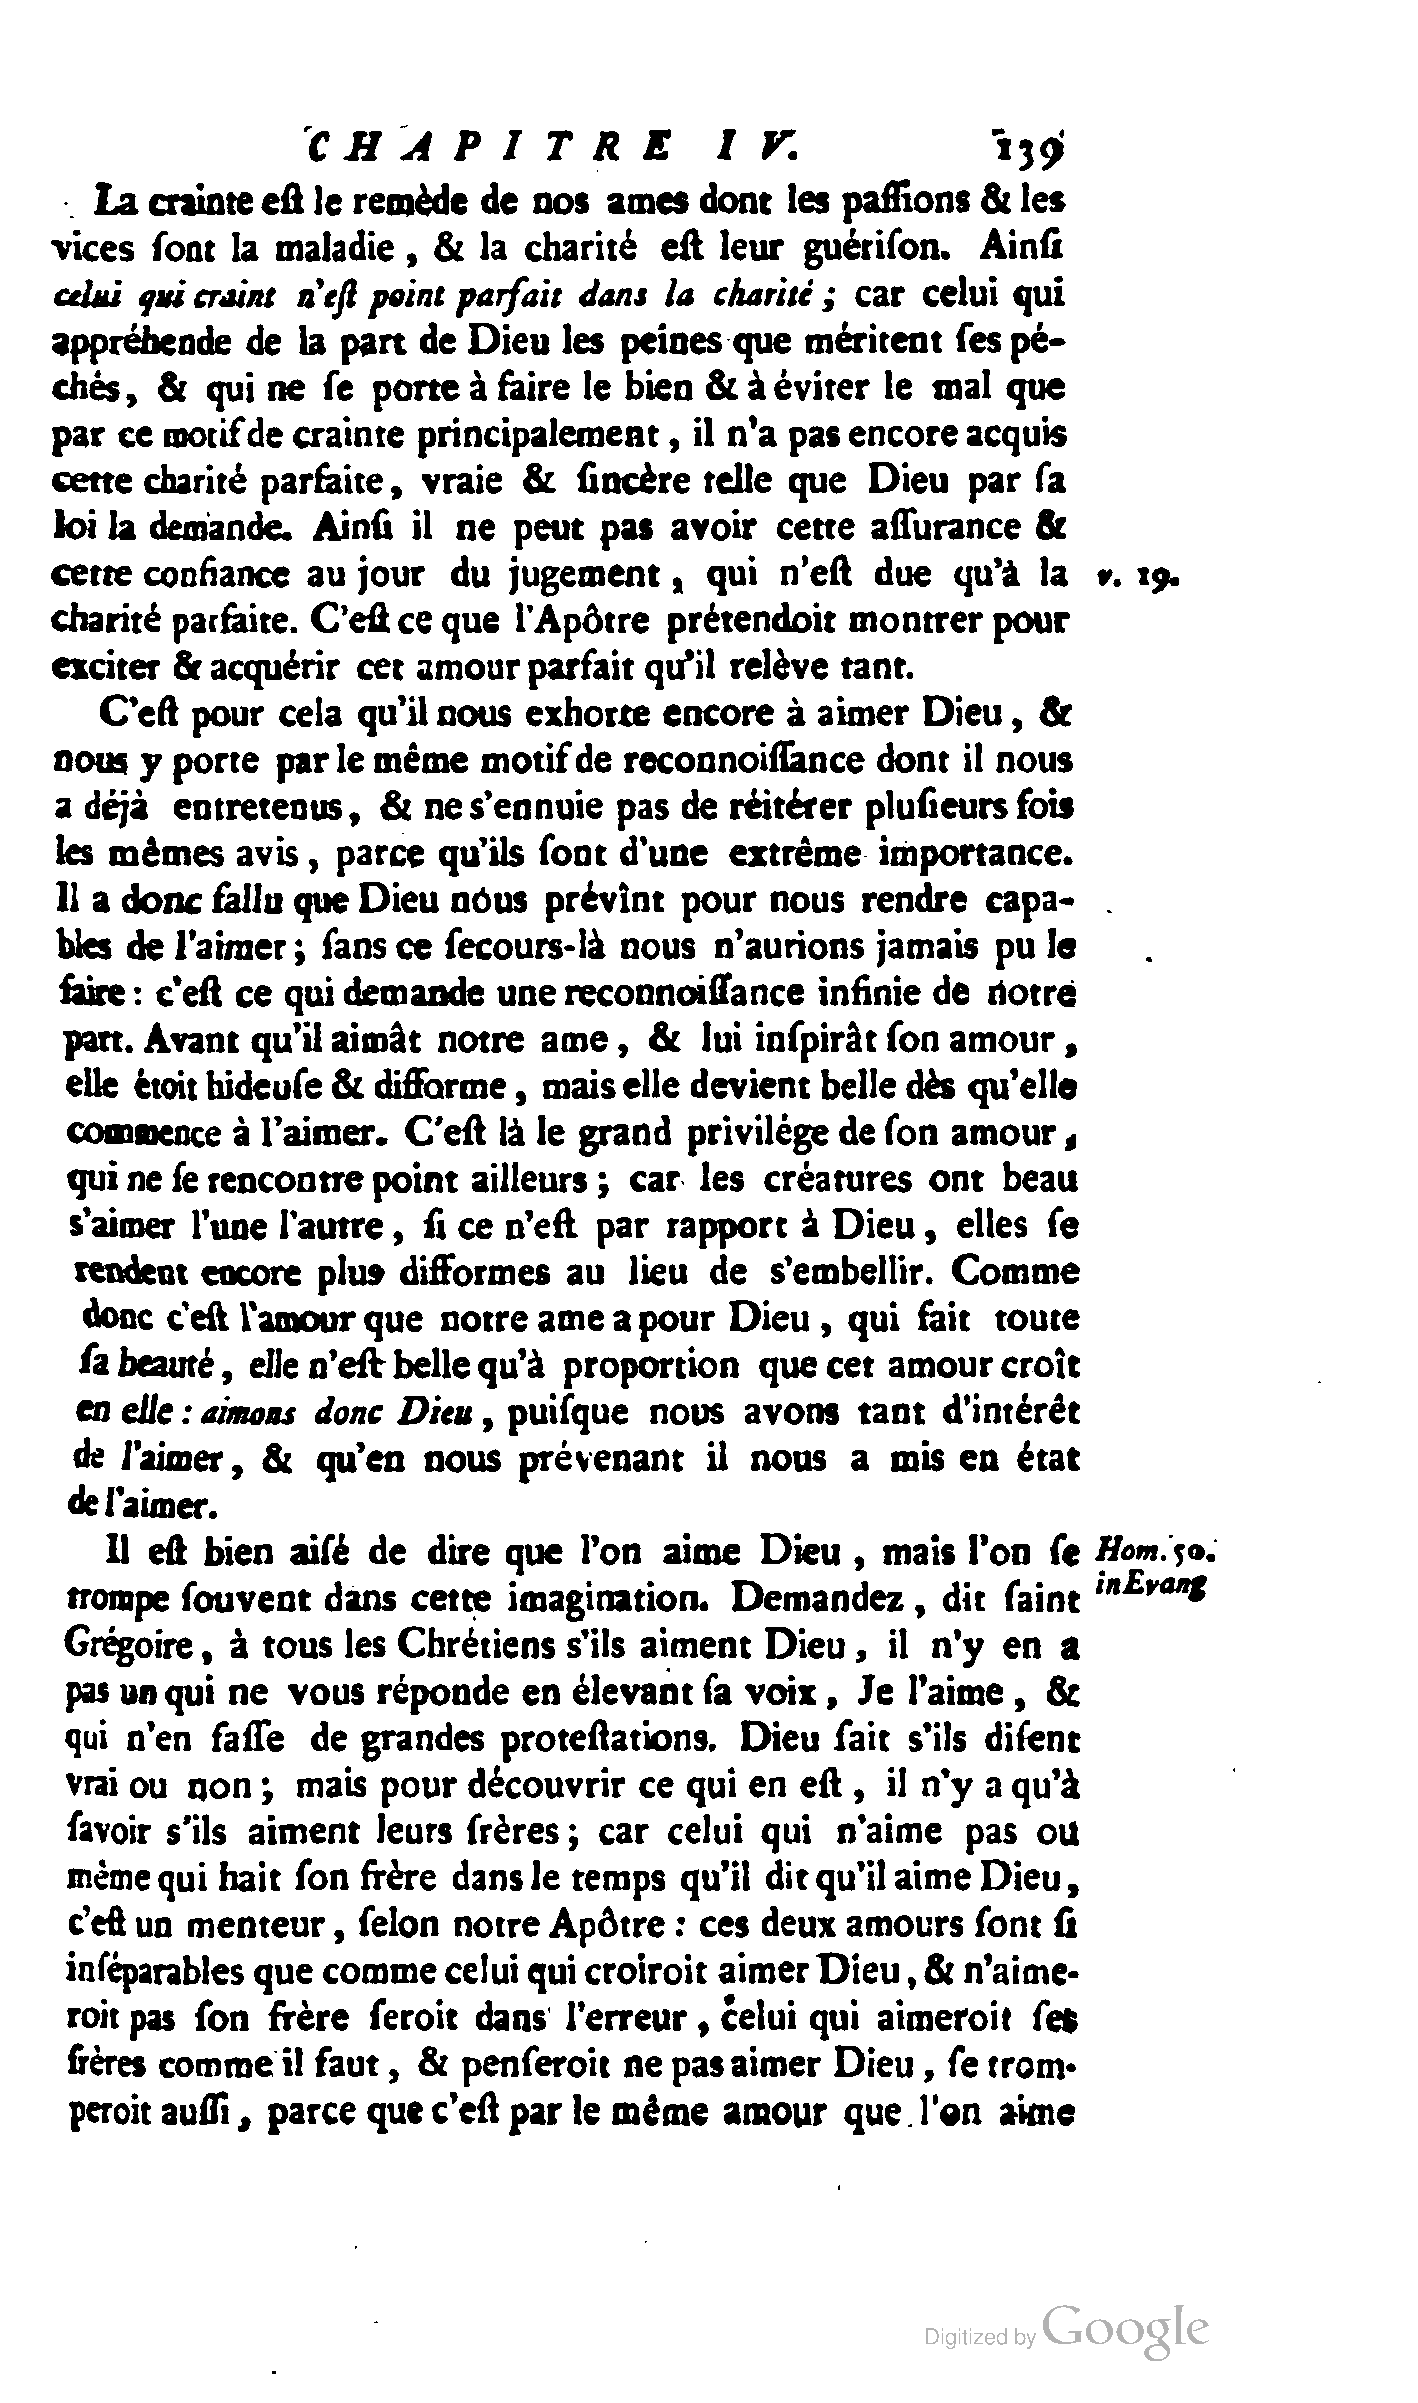 CHAPITRE IV. 139
La crainte eſt le remède de nos ames dont les paſſions & les
vices ſont la maladie , & la charité eſt leur guériſon. Ainſi
celui qui craint n'eſt point parfait dans la charité ; car celui qui
appréhende de la part de Dieu les peines que méritent ſes pé-
chés, & qui ne ſe porte à faire le bien & à éviter le mal que
par ce motif de crainte principalement , il n'a pas encore acquis
cette charité parfaite, vraie & ſincère telle que Dieu par ſa
loi la demande. Ainſi il ne peut pas avoir cette aſſurance &
cette confiance au jour du jugement , qui n'eſt due qu'à la v. 19.
charité parfaite. C'eſt ce que l'Apôtre prétendoit montrer pour
exciter & acquérir cet amour parfait qu'il relève tant.
C'eſt pour cela qu'il nous exhorte encore à aimer Dieu , &
nous y porte par le même motif de reconnoiſſance dont il nous
a déjà entretenus, & ne s'ennuie pas de réitérer pluſieurs fois
les mêmes avis , parce qu'ils ſont d'une extrême importance.
Il a donc fallu que Dieu nous prévînt pour nous rendre capa-
bles de l'aimer ; ſans ce ſecours-là nous n'aurions jamais pu le
faire : c'eſt ce qui demande une reconnoiſſance infinie de notre
part. Avant qu'il aimât notre ame , & lui inſpirât ſon amour ,
elle étoit hideuſe & difforme , mais elle devient belle dès qu'elle
commence à l'aimer. C'eſt là le grand privilége de ſon amour ,
qui ne ſe rencontre point ailleurs ; car les créatures ont beau
s'aimer l'une l'autre , ſi ce n'eſt par rapport à Dieu , elles ſe
rendent encore plus difformes au lieu de s'embellir. Comme
donc c'eſt l'amour que notre ame a pour Dieu , qui fait toute
ſa beauté , elle n'eſt belle qu'à proportion que cet amour croît
en elle : aimons donc Dieu , puiſque nous avons tant d'intérêt
de l'aimer , & qu'en nous prévenant il nous a mis en état
de l'aimer.
Il eſt bien aiſé de dire que l'on aime Dieu , mais l'on ſe Hom. 50.
trompe ſouvent dans cette imagination. Demandez , dit ſaint in Evang
Grégoire , à tous les Chrétiens s'ils aiment Dieu , il n'y en a
pas un qui ne vous réponde en élevant ſa voix , Je l'aime , &
qui n'en faſſe de grandes proteſtations. Dieu ſait s'ils diſent
vrai ou non ; mais pour découvrir ce qui en eſt , il n'y a qu'à
ſavoir s'ils aiment leurs frères ; car celui qui n'aime pas ou
même qui hait ſon frère dans le temps qu'il dit qu'il aime Dieu,
c'eſt un menteur , ſelon notre Apôtre : ces deux amours ſont ſi
inſéparables que comme celui qui croiroit aimer Dieu , & n'aime-
roit pas ſon frère ſeroit dans l'erreur , celui qui aimeroit ſes
frères comme il faut , & penſeroit ne pas aimer Dieu , ſe trom-
peroit auſſi , parce que c'eſt par le même amour que l'on aime
Digitized by Google